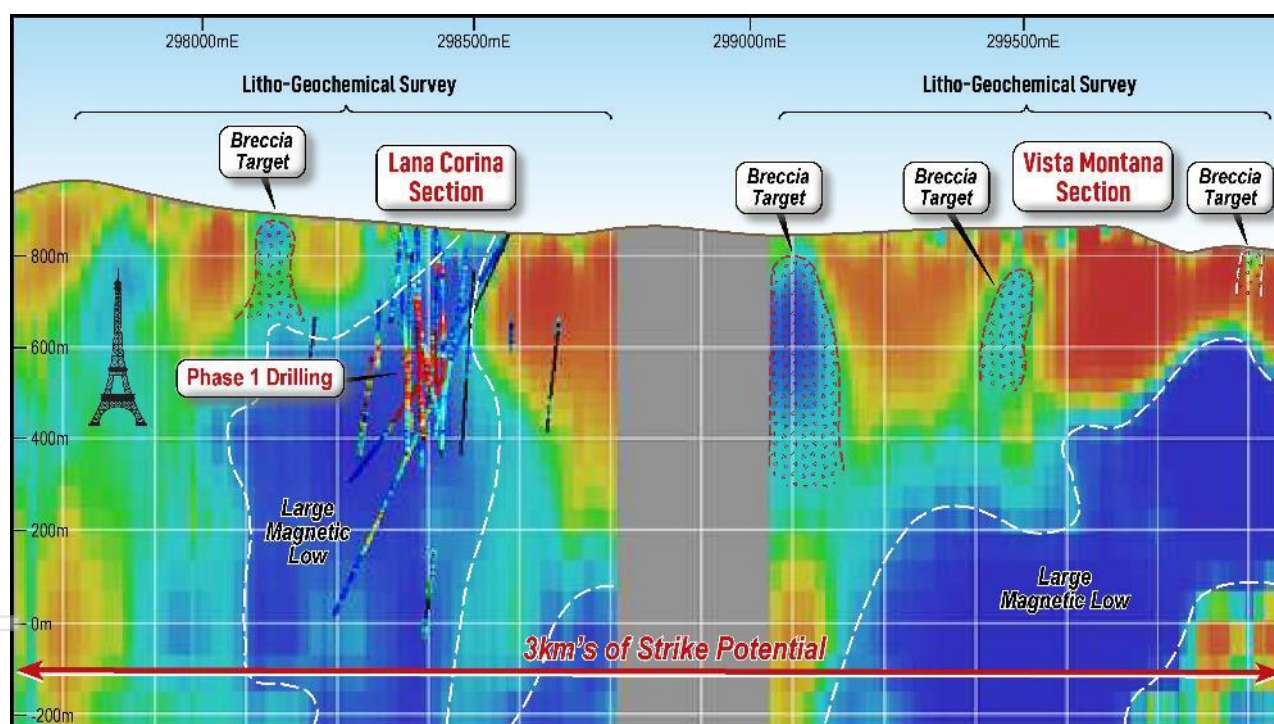 298000mE
298500mE
299000mE
299500mE
Litho-Geochemical Survey
Litho-Geochemical Survey
Breccia
Target
Lana Corina
Section
Breccia
Target
Breccia
Target
Vista Montana
Section
Breccia
Target
800m
600m
Phase 1 Drilling
400m
Large
Magnetic
Low
200m
Large
Magnetic Low
0m
3km's of Strike Potential
-200m